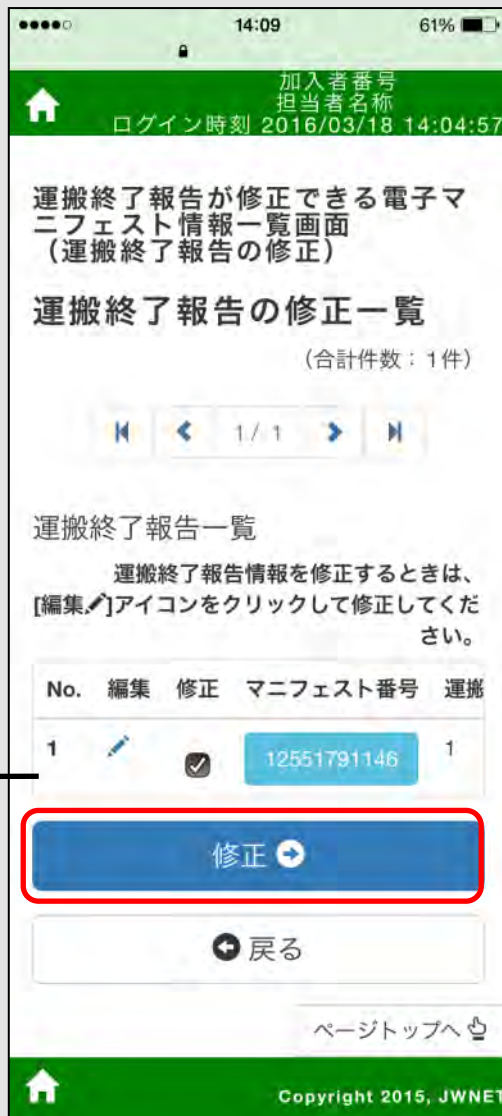 14:09
61%
加入者番号
担当者名称
ログイン時刻 2016/03/18 14:04:57
運搬終了報告が修正できる電子マ
ニフェスト情報一覧画面
(運搬終了報告の修正)
運搬終了報告の修正一覧
(合計件数:1件)
1 / 1
運搬終了報告一覧
運搬終了報告情報を修正するときは、
[編集]アイコンをクリックして修正してくだ
さい。
No. 編集 修正 マニフェスト番号 運搬
1 12551791146 1
修正
戻る
ページトップへ
Copyright 2015, JWNET